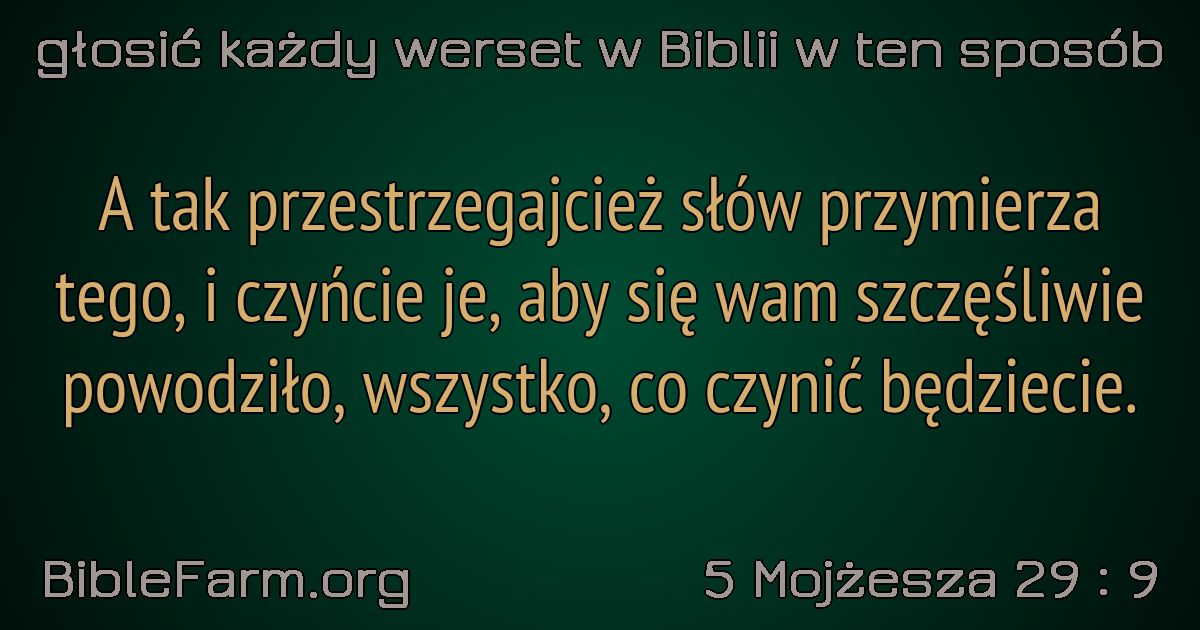 głosić każdy werset w Biblii w ten sposób
A tak przestrzegajcież słów przymierza
tego, i czyńcie je, aby się wam szczęśliwie
powodziło, wszystko, co czynić będziecie.
BibleFarm.org
5 Mojżesza 29 : 9